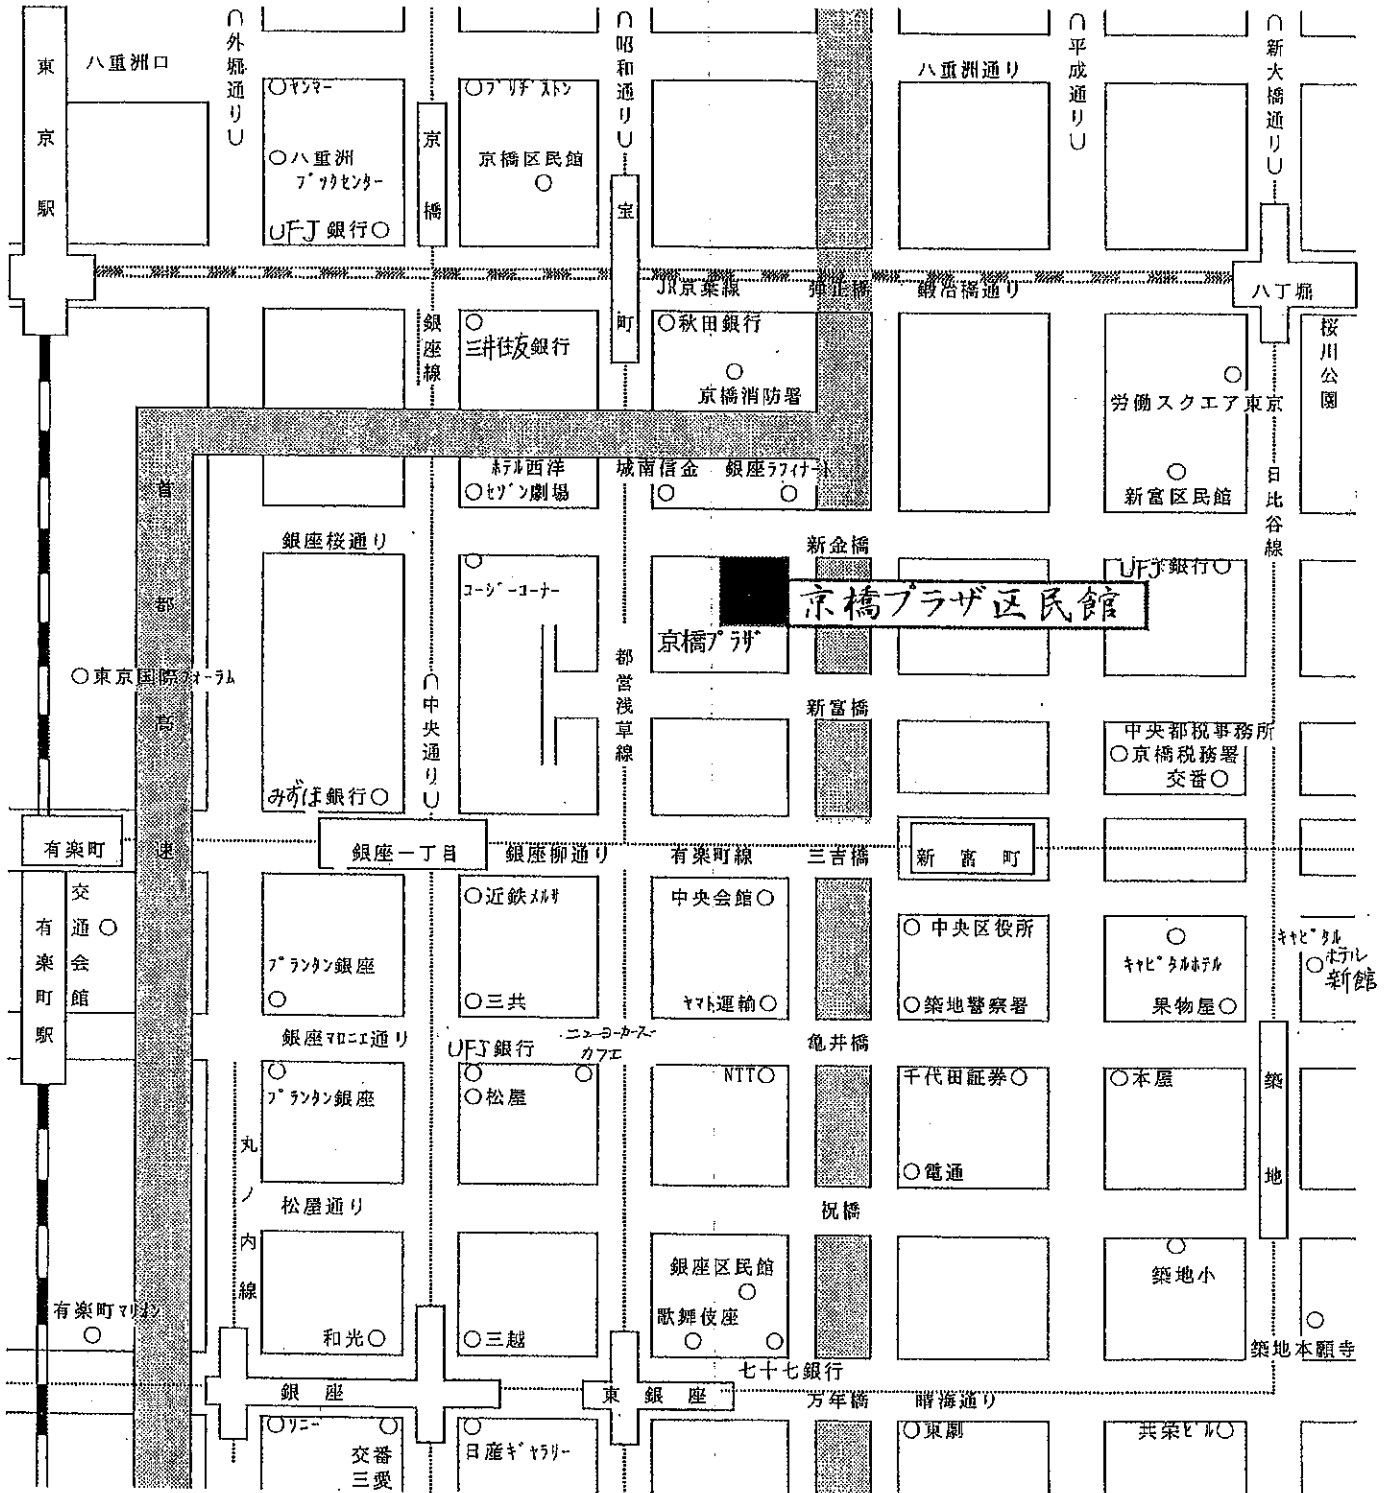 ∩外堀通り∪
∩昭和通り∪
∩平成通り∪
∩新大橋通り∪
東京駅
八重洲口
八重洲通り
○ヤンマー
○ブリヂストン
京橋
○八重洲
ブックセンター
京橋区民館
○
UFJ銀行○
宝町
JR京葉線
弾正橋
鍛冶橋通り
八丁堀
銀座線
○
三井住友銀行
○秋田銀行
○
京橋消防署
桜川公園
○
労働スクエア東京
首都高速
ホテル西洋
○セゾン劇場
城南信金
○
銀座ラフィナート
○
○
新富区民館
日比谷線
銀座桜通り
○
コージーコーナー
新金橋
UFJ銀行○
京橋プラザ区民館
京橋プラザ
都営浅草線
○東京国際フォーラム
∩中央通り∪
新富橋
中央都税事務所
○京橋税務署
交番○
みずほ銀行○
有楽町
銀座一丁目
銀座柳通り
有楽町線
三吉橋
新富町
交通会館
○
有楽町駅
○近鉄メルサ
中央会館○
○中央区役所
○
キャピタルホテル
キャピタル
ホテル
○
新館
プランタン銀座
○
○三共
ヤマト運輸○
○築地警察署
果物屋○
銀座マロニエ通り
UFJ銀行
○
ニューヨーカーズ
カフェ
○
亀井橋
○
プランタン銀座
○松屋
NTT○
千代田証券○
○本屋
築地
丸ノ内線
○電通
松屋通り
祝橋
銀座区民館
○
○
築地小
有楽町マリオン
○
和光○
○三越
歌舞伎座
○
○
七十七銀行
○
築地本願寺
銀座
東銀座
万年橋
晴海通り
○ソニー
○
交番
三愛
○
日産ギャラリー
○東劇
共栄ビル○